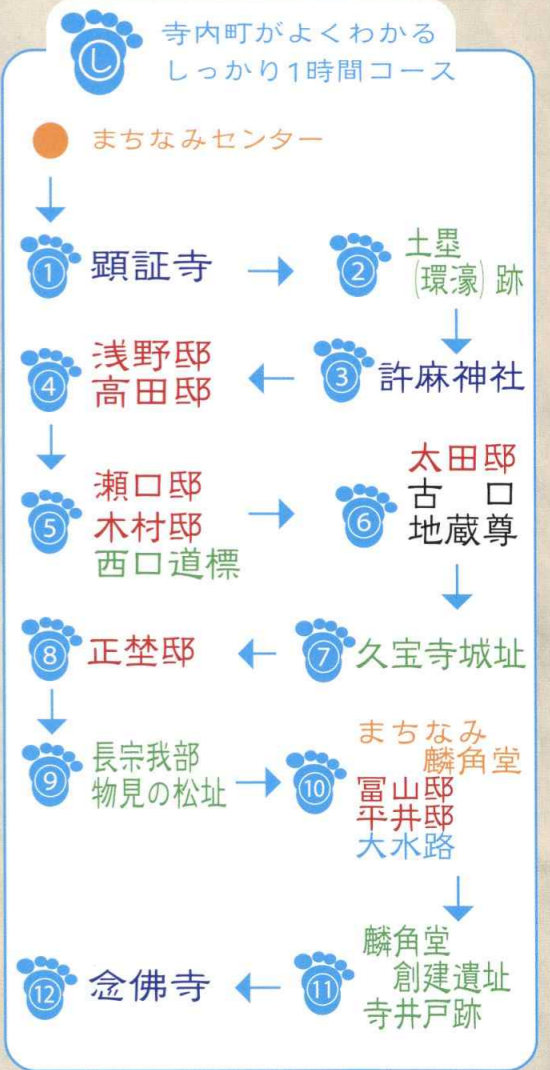 し
寺内町がよくわかる
しっかり1時間コース
まちなみセンター
1
顕証寺
2
土塁
(環濠)跡
3
許麻神社
4
浅野邸
高田邸
5
瀬口邸
木村邸
西口道標
6
太田邸
古 口
地蔵尊
7
久宝寺城址
8
正埜邸
9
長宗我部
物見の松址
10
まちなみ
麟角堂
冨山邸
平井邸
大水路
11
麟角堂
創建遺址
寺井戸跡
12
念佛寺